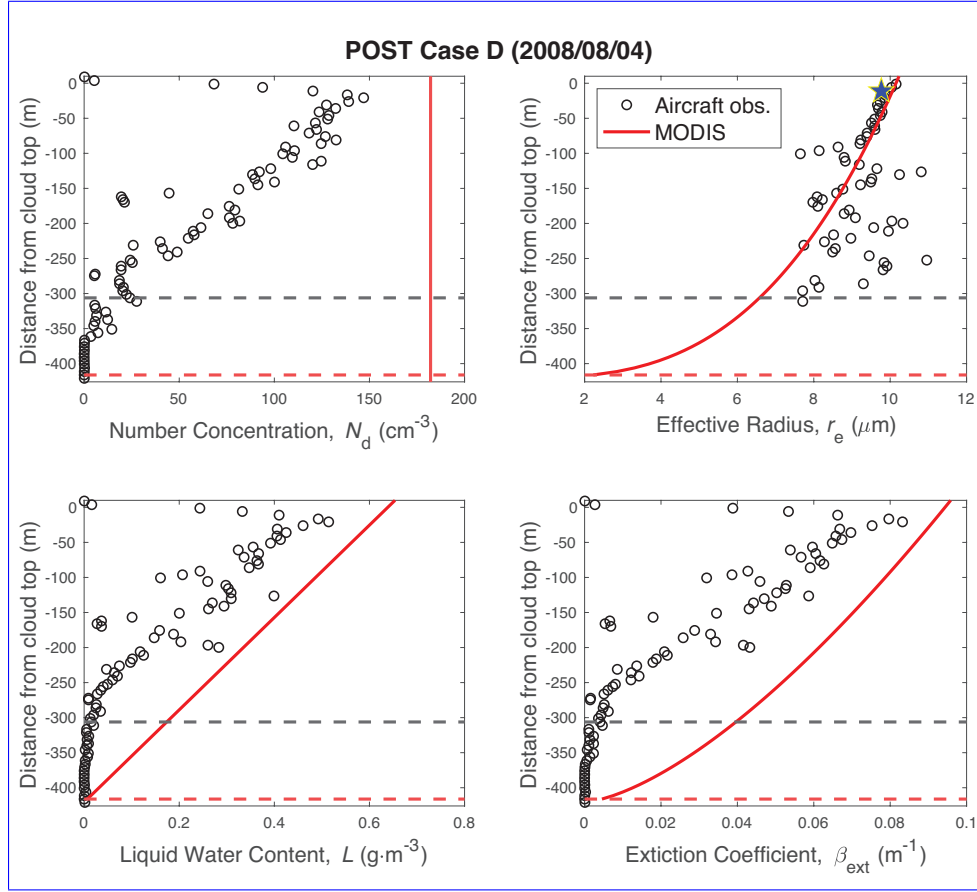 POST Case D (2008/08/04)
0
-50
-100
-150
-200
-250
-300
-350
-400
Distance from cloud top (m)
0 50 100 150 200
Number Concentration, N_d (cm^-3)
0
-50
-100
-150
-200
-250
-300
-350
-400
Distance from cloud top (m)
Aircraft obs.
MODIS
2 4 6 8 10 12
Effective Radius, r_e (μm)
0
-50
-100
-150
-200
-250
-300
-350
-400
Distance from cloud top (m)
0 0.2 0.4 0.6 0.8
Liquid Water Content, L (g·m^-3)
0
-50
-100
-150
-200
-250
-300
-350
-400
Distance from cloud top (m)
0 0.02 0.04 0.06 0.08 0.1
Extiction Coefficient, β_ext (m^-1)